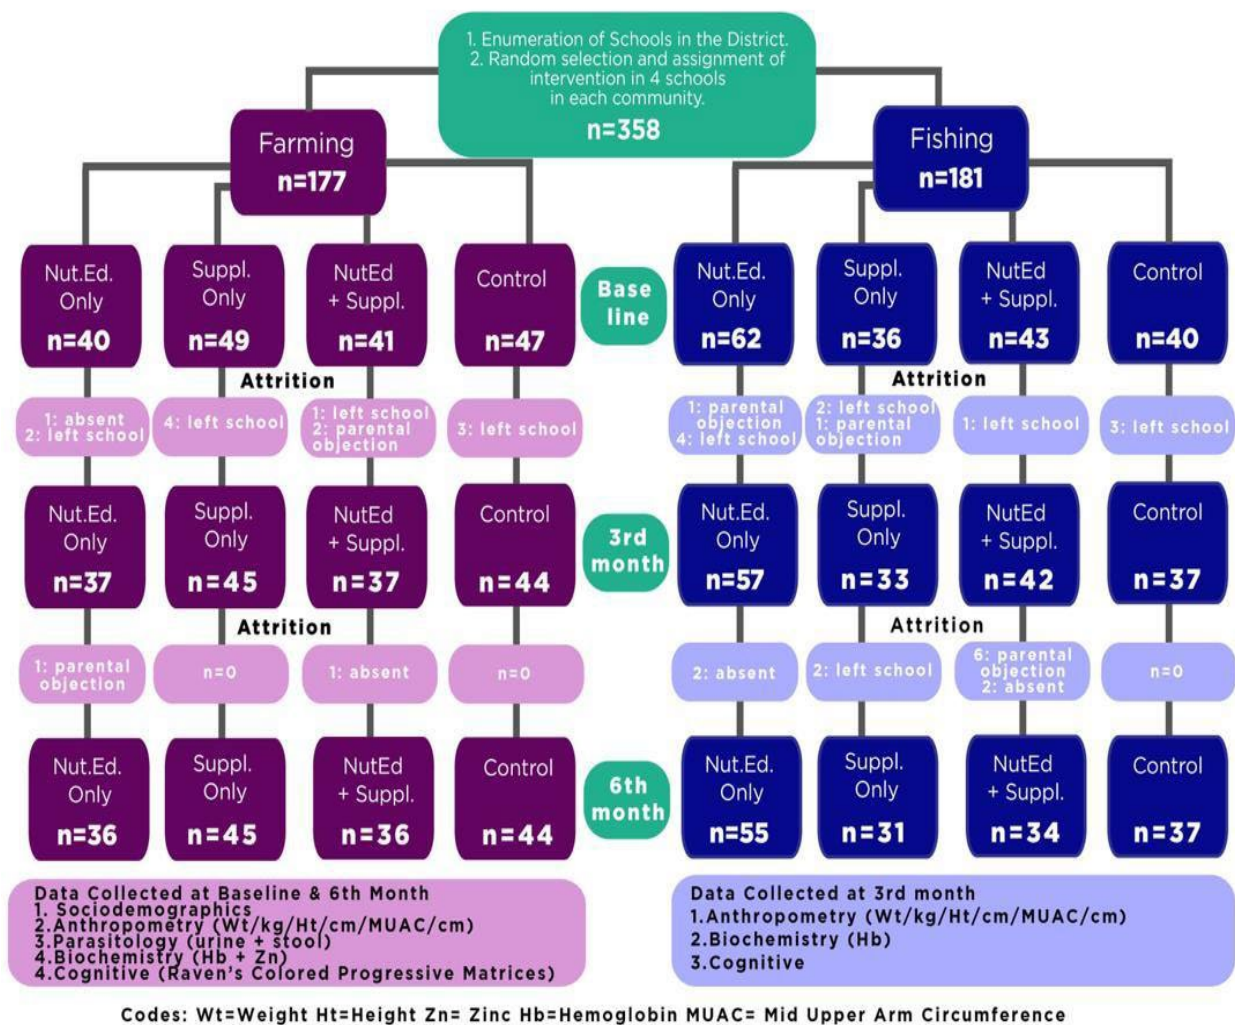 1. Enumeration of Schools in the District.
2. Random selection and assignment of
intervention in 4 schools
in each community.
n=358
Farming
n=177
Fishing
n=181
Nut.Ed.
Only
n=40
Suppl.
Only
n=49
NutEd
+ Suppl.
n=41
Control
n=47
Base
line
Nut.Ed.
Only
n=62
Suppl.
Only
n=36
NutEd
+ Suppl.
n=43
Control
n=40
Attrition
Attrition
1: absent
2: left school
4: left school
1: left school
2: parental
objection
3: left school
1: parental
objection
4: left school
2: left school
1: parental
objection
1: left school
3: left school
Nut.Ed.
Only
n=37
Suppl.
Only
n=45
NutEd
+ Suppl.
n=37
Control
n=44
3rd
month
Nut.Ed.
Only
n=57
Suppl.
Only
n=33
NutEd
+ Suppl.
n=42
Control
n=37
Attrition
Attrition
1: parental
objection
n=0
1: absent
n=0
2: absent
2: left school
6: parental
objection
2: absent
n=0
Nut.Ed.
Only
n=36
Suppl.
Only
n=45
NutEd
+ Suppl.
n=36
Control
n=44
6th
month
Nut.Ed.
Only
n=55
Suppl.
Only
n=31
NutEd
+ Suppl.
n=34
Control
n=37
Data Collected at Baseline & 6th Month
1. Sociodemographics
2.Anthropometry (Wt/kg/Ht/cm/MUAC/cm)
3.Parasitology (urine + stool)
4.Biochemistry (Hb + Zn)
4.Cognitive (Raven's Colored Progressive Matrices)
Data Collected at 3rd month
1.Anthropometry (Wt/kg/Ht/cm/MUAC/cm)
2.Biochemistry (Hb)
3.Cognitive
Codes: Wt=Weight Ht=Height Zn= Zinc Hb=Hemoglobin MUAC= Mid Upper Arm Circumference